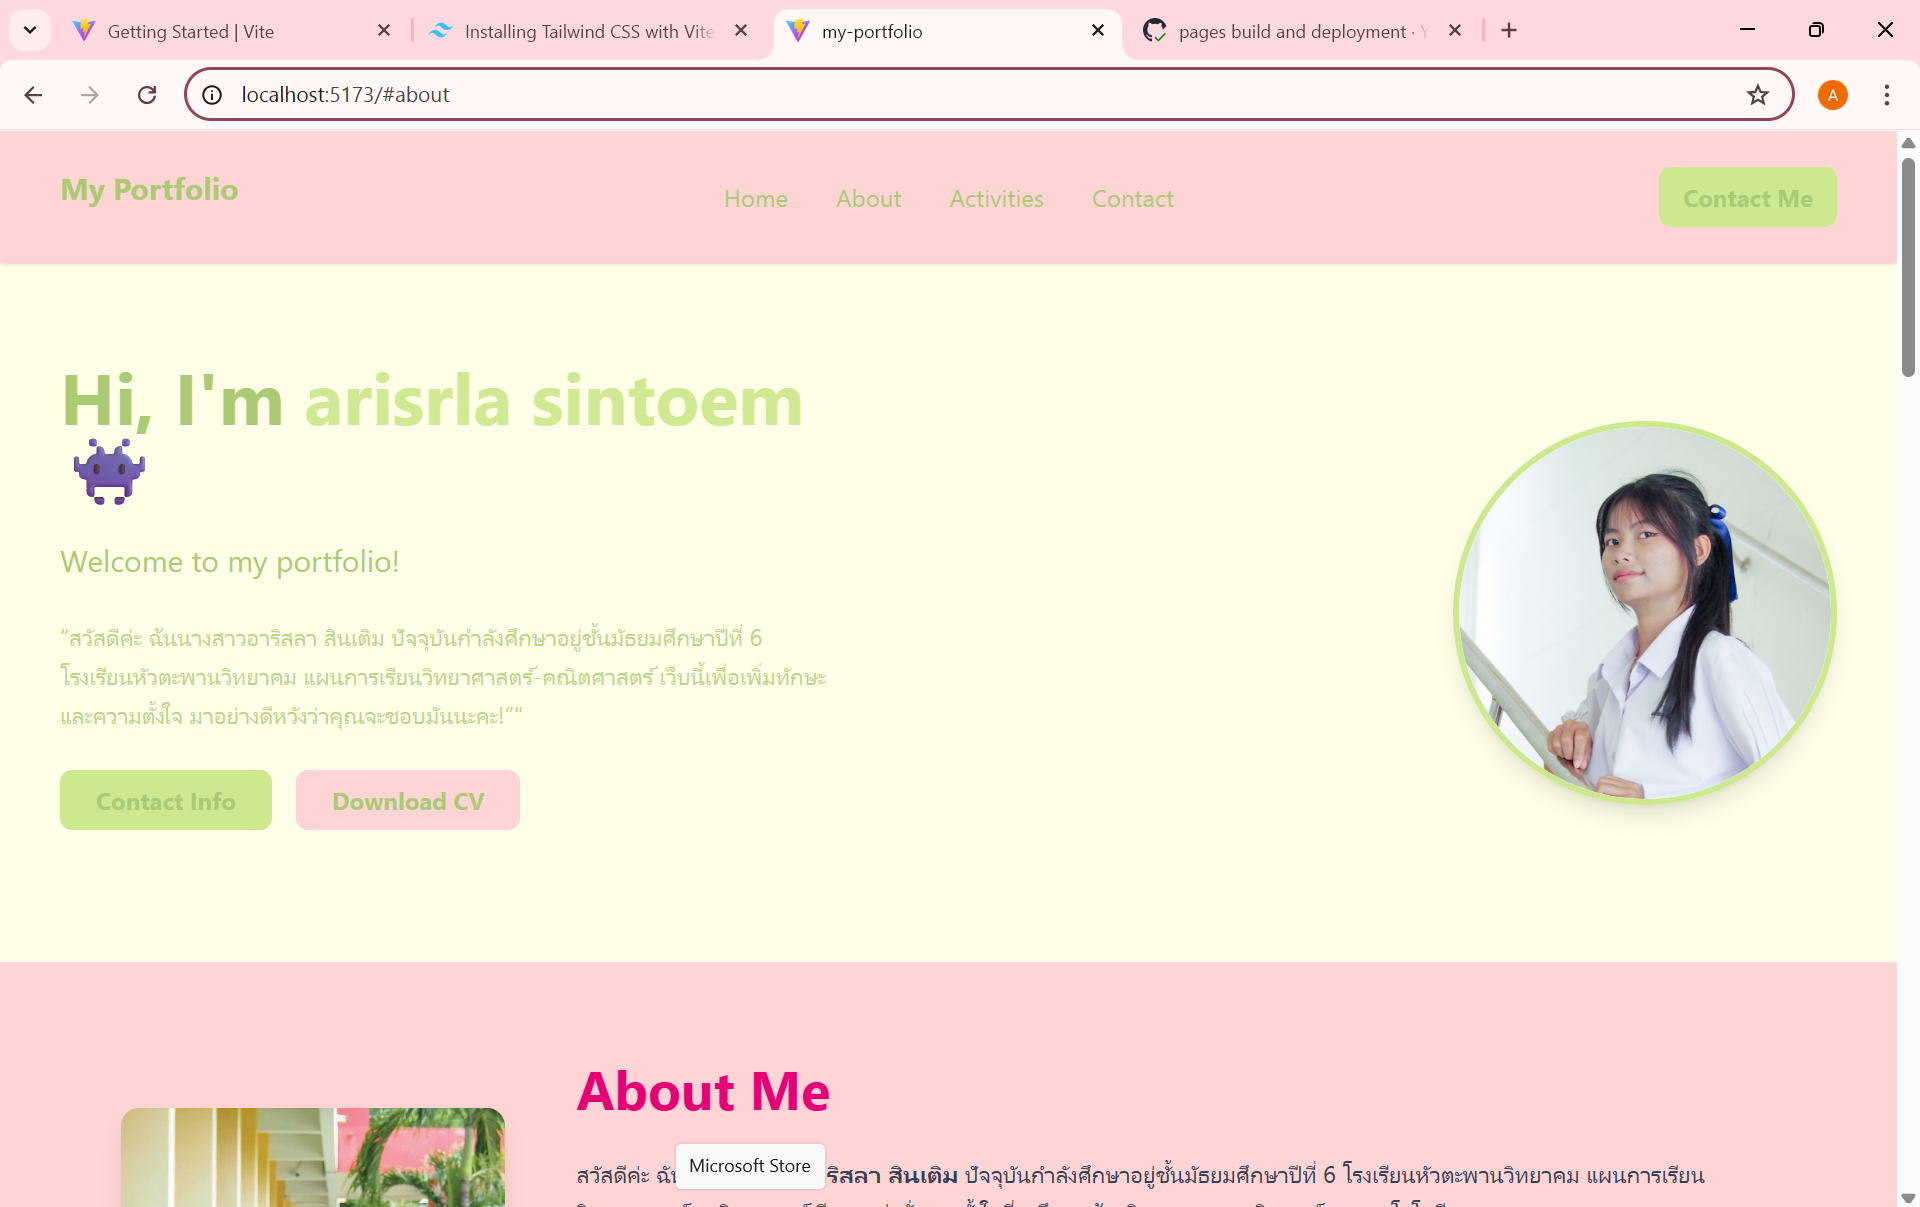 Getting Started | Vite
Installing Tailwind CSS with Vite
my-portfolio
pages build and deployment ·
localhost:5173/#about
A
My Portfolio
Home
About
Activities
Contact
Contact Me
Hi, I'm arisrla sintoem
Welcome to my portfolio!
“สวัสดีค่ะ ฉันนางสาวอาริสลา สินเติม ปัจจุบันกำลังศึกษาอยู่ชั้นมัธยมศึกษาปีที่ 6
โรงเรียนหัวตะพานวิทยาคม แผนการเรียนวิทยาศาสตร์-คณิตศาสตร์ เว็บนี้เพื่อเพิ่มทักษะ
และความตั้งใจ มาอย่างดีหวังว่าคุณจะชอบมันนะคะ!”"
Contact Info
Download CV
About Me
สวัสดีค่ะ
Microsoft Store
ริสลา สินเติม ปัจจุบันกำลังศึกษาอยู่ชั้นมัธยมศึกษาปีที่ 6 โรงเรียนหัวตะพานวิทยาคม แผนการเรียน